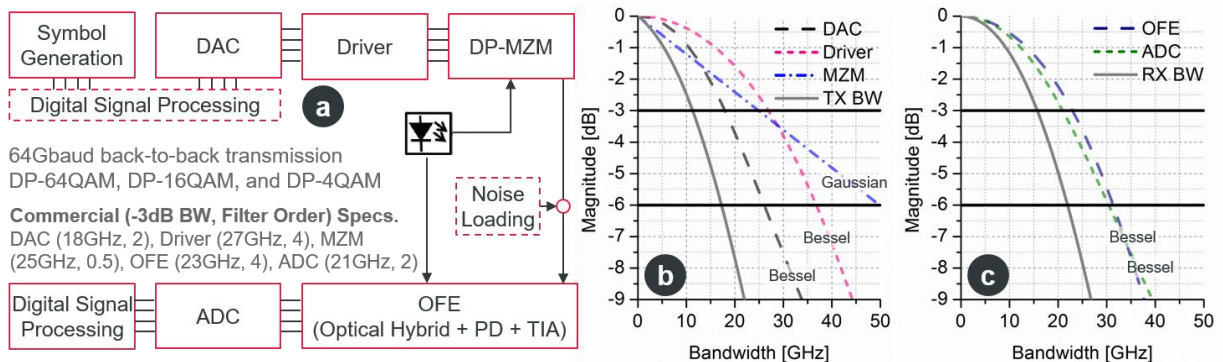 Symbol
Generation
DAC
Driver
DP-MZM
Digital Signal Processing
a
64Gbaud back-to-back transmission
DP-64QAM, DP-16QAM, and DP-4QAM
Noise
Loading
Commercial (-3dB BW, Filter Order) Specs.
DAC (18GHz, 2), Driver (27GHz, 4), MZM
(25GHz, 0.5), OFE (23GHz, 4), ADC (21GHz, 2)
Digital Signal
Processing
ADC
OFE
(Optical Hybrid + PD + TIA)
Magnitude [dB]
0
-1
-2
-3
-4
-5
-6
-7
-8
-9
DAC
Driver
MZM
TX BW
Gaussian
Bessel
Bessel
b
0 10 20 30 40 50
Bandwidth [GHz]
Magnitude [dB]
0
-1
-2
-3
-4
-5
-6
-7
-8
-9
OFE
ADC
RX BW
Bessel
Bessel
c
0 10 20 30 40 50
Bandwidth [GHz]